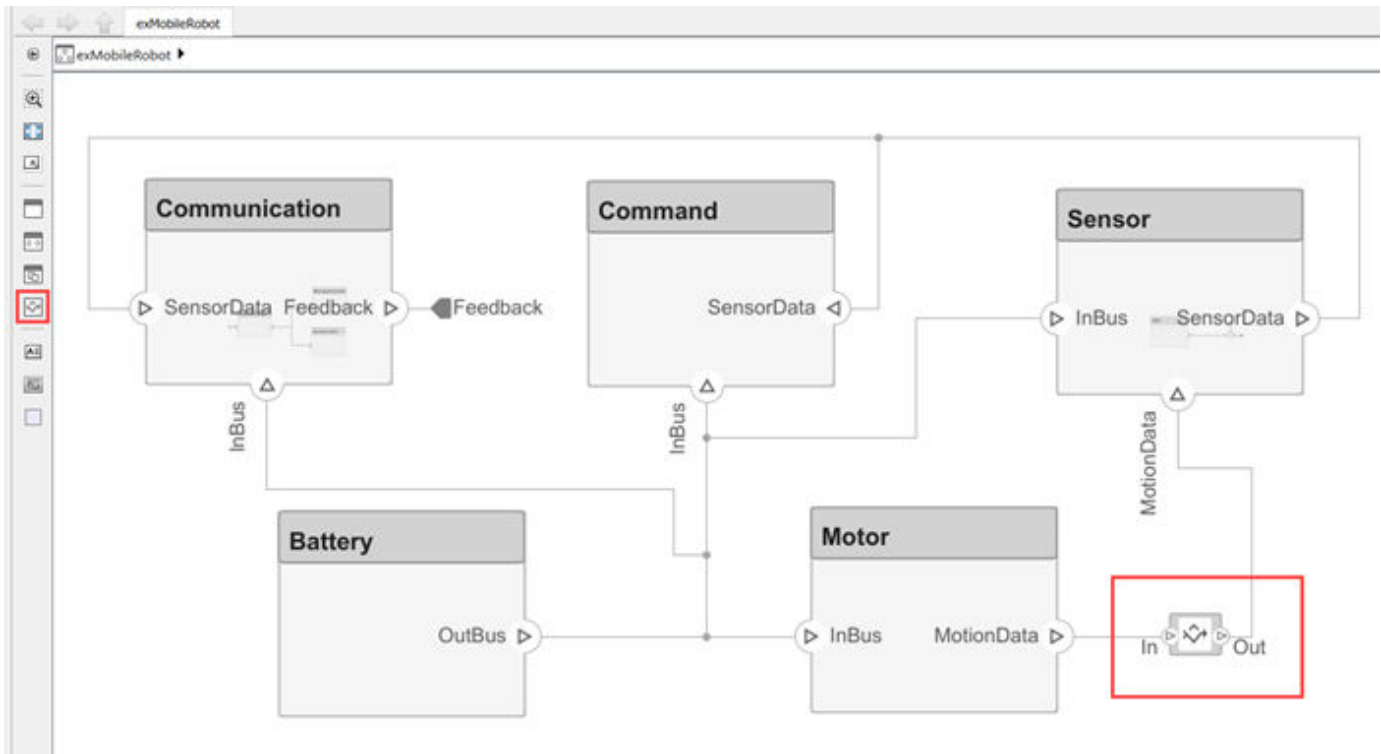 exMobileRobot
exMobileRobot
Communication
SensorData
Feedback
Feedback
InBus
Command
SensorData
InBus
Sensor
InBus
SensorData
MotionData
Battery
OutBus
Motor
InBus
MotionData
In
Out